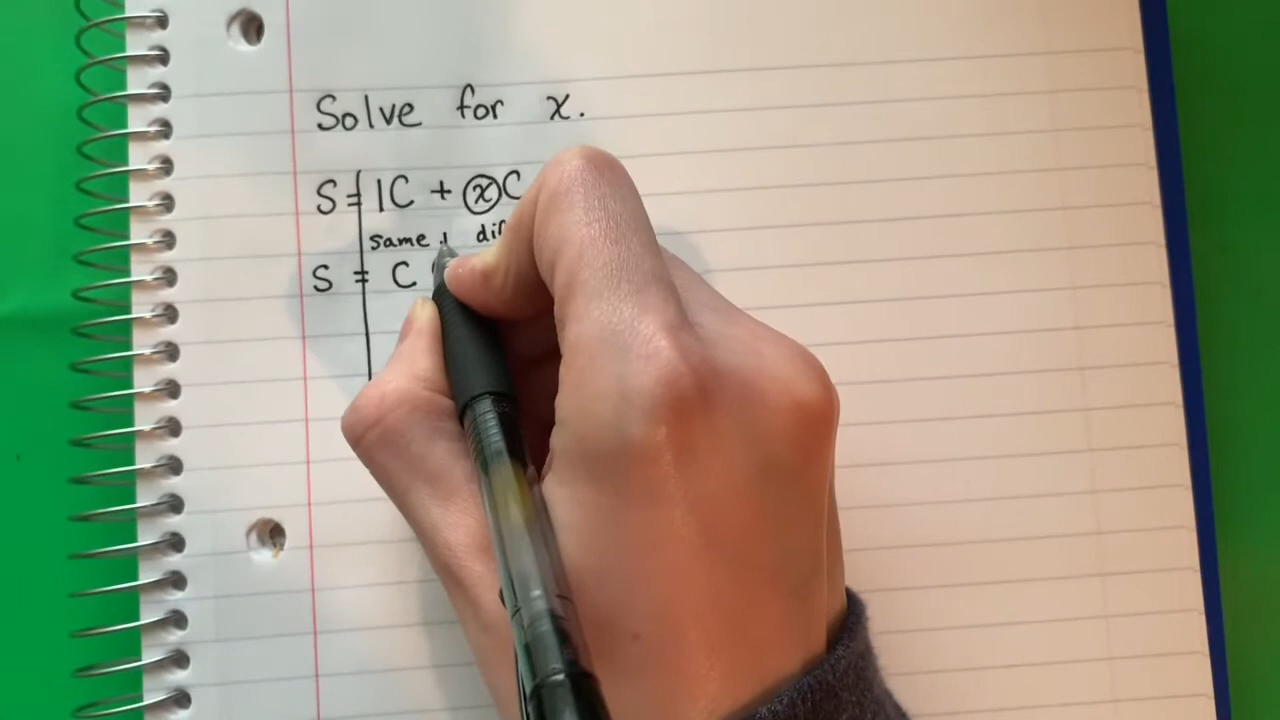 Solve for x.
S = 1C + xC
same
S = C